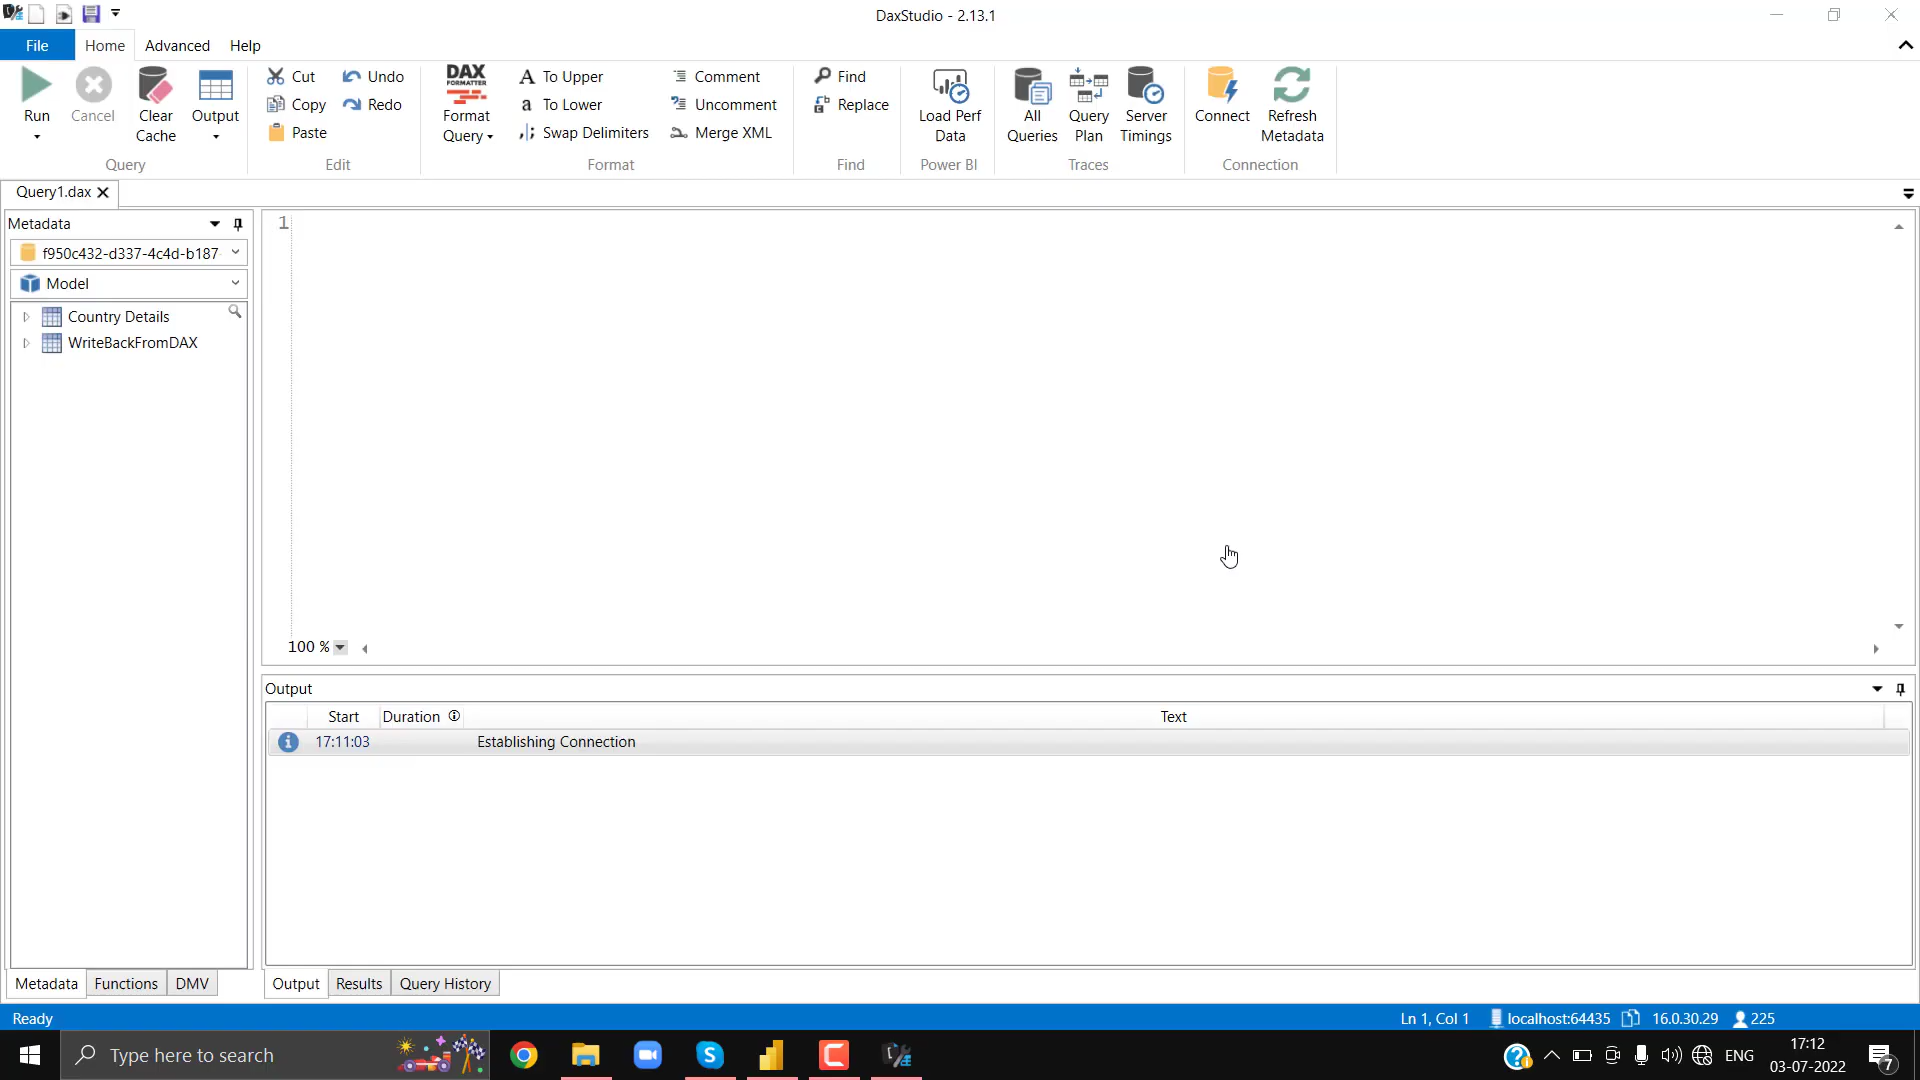 DaxStudio - 2.13.1
File Home Advanced Help
Run
Cancel
Clear Cache
Output
Query
Cut
Copy
Paste
Undo
Redo
Edit
DAX FORMATTER
Format Query
To Upper
To Lower
Swap Delimiters
Comment
Uncomment
Merge XML
Format
Find
Replace
Find
Load Perf Data
Power BI
All Queries
Query Plan
Server Timings
Traces
Connect
Refresh Metadata
Connection
Query1.dax
Metadata
f950c432-d337-4c4d-b187
Model
Country Details
WriteBackFromDAX
1
100 %
Output
Start Duration Text
17:11:03 Establishing Connection
Metadata Functions DMV
Output Results Query History
Ready Ln 1, Col 1 localhost:64435 16.0.30.29 225
Type here to search
ENG
17:12
03-07-2022
7